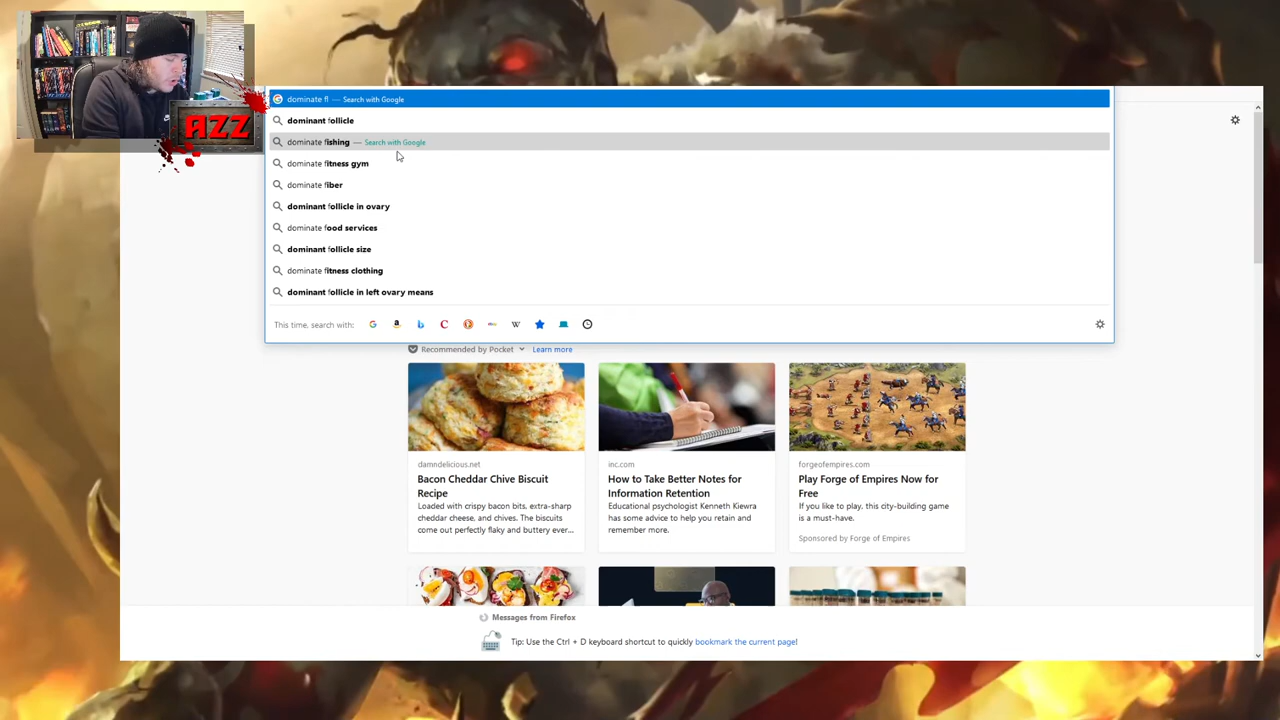 AZZ
dominate fl — Search with Google
dominant follicle
dominate fishing — Search with Google
dominate fitness gym
dominate fiber
dominant follicle in ovary
dominate food services
dominant follicle size
dominate fitness clothing
dominant follicle in left ovary means
This time, search with:
Recommended by Pocket
Learn more
damndelicious.net
Bacon Cheddar Chive Biscuit
Recipe
Loaded with crispy bacon bits, extra-sharp
cheddar cheese, and chives. The biscuits
come out perfectly flaky and buttery ever...
inc.com
How to Take Better Notes for
Information Retention
Educational psychologist Kenneth Kiewra
has some advice to help you retain and
remember more.
forgeofempires.com
Play Forge of Empires Now for
Free
If you like to play, this city-building game
is a must-have.
Sponsored by Forge of Empires
Messages from Firefox
Tip: Use the Ctrl + D keyboard shortcut to quickly bookmark the current page!